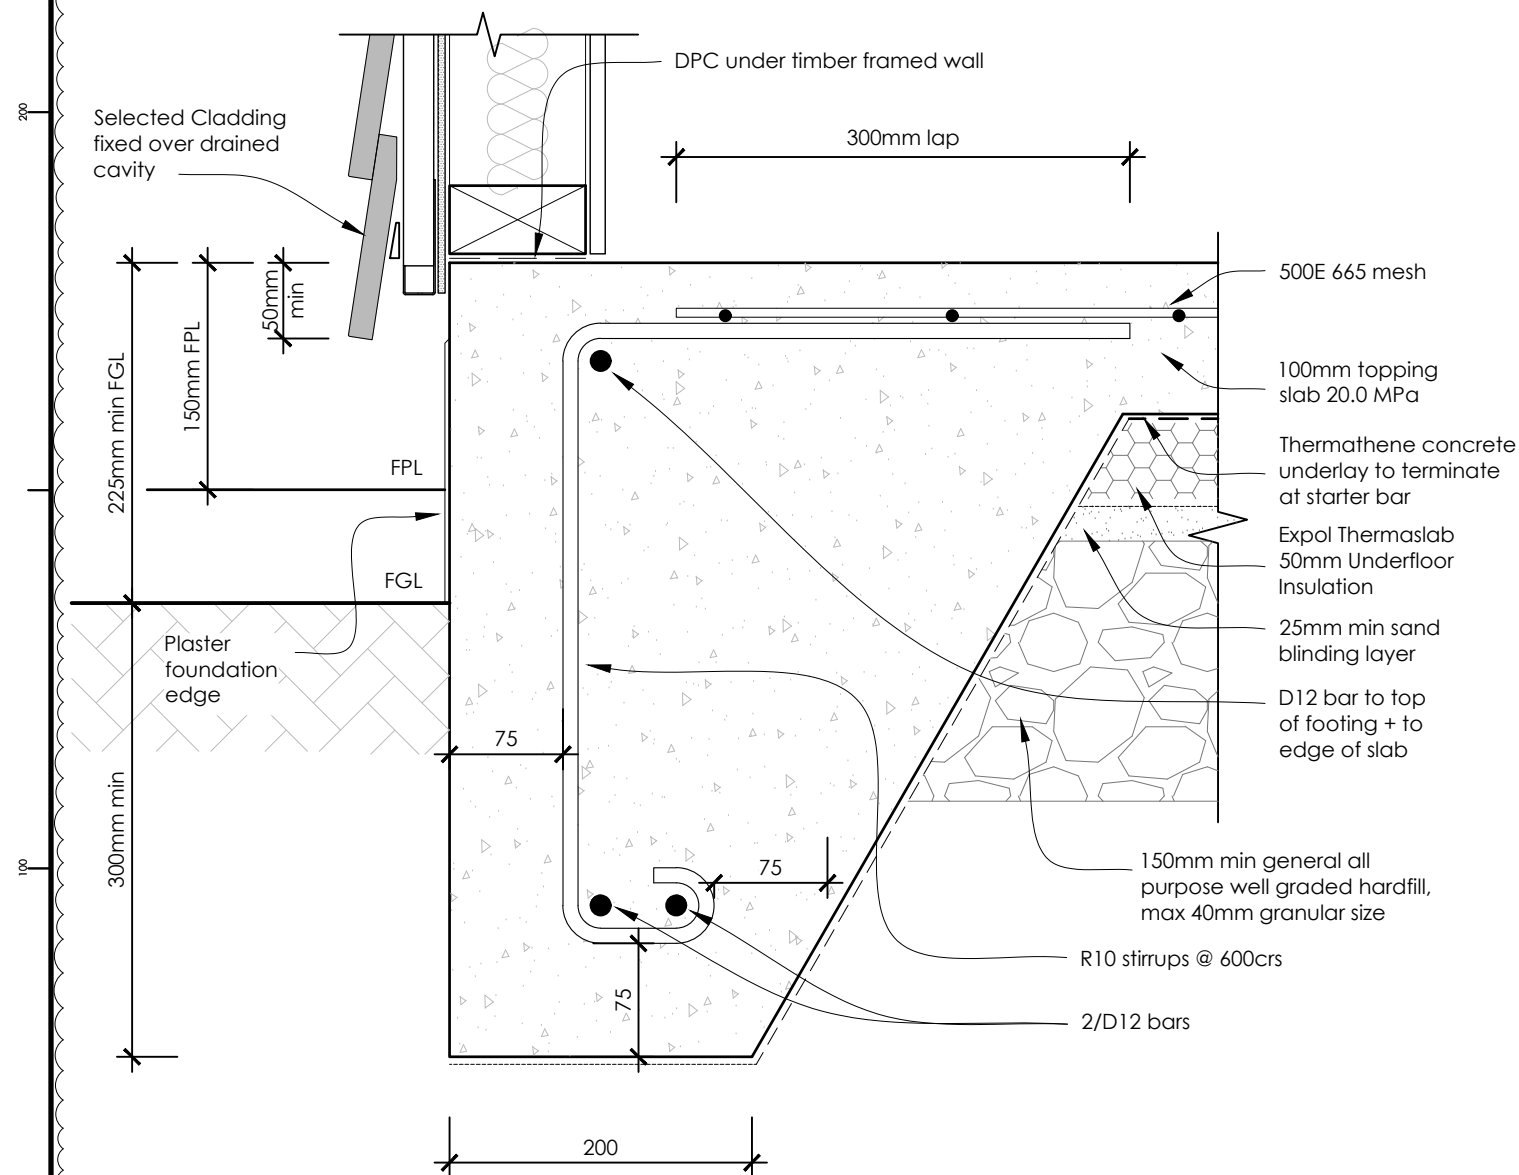 DPC under timber framed wall
200
Selected Cladding
fixed over drained
cavity
300mm lap
50mm
min
500E 665 mesh
150mm FPL
225mm min FGL
100mm topping
slab 20.0 MPa
FPL
Thermathene concrete
underlay to terminate
at starter bar
Expol Thermaslab
50mm Underfloor
Insulation
FGL
Plaster
foundation
edge
25mm min sand
blinding layer
D12 bar to top
of footing + to
edge of slab
75
300mm min
100
75
150mm min general all
purpose well graded hardfill,
max 40mm granular size
R10 stirrups @ 600crs
75
2/D12 bars
200